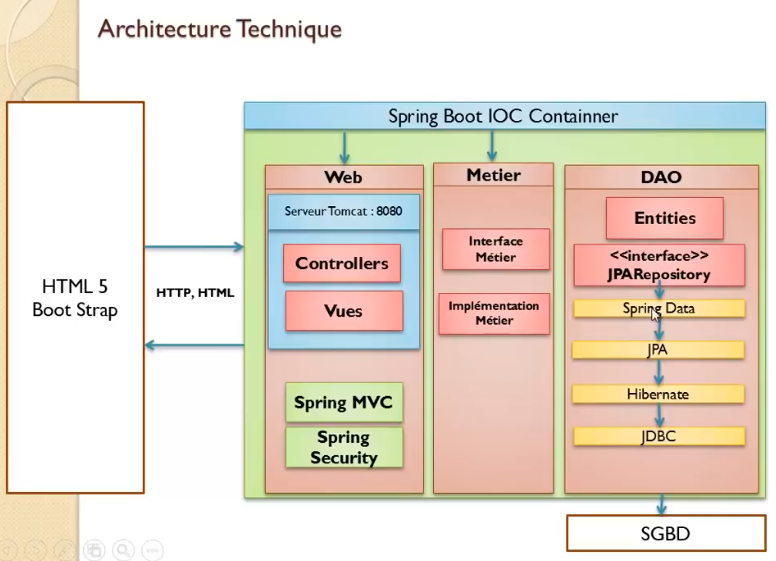 Architecture Technique
Spring Boot IOC Containner
Web
Metier
DAO
Serveur Tomcat : 8080
Controllers
Vues
Spring MVC
Spring
Security
Interface
Métier
Implémentation
Métier
Entities
<<interface>>
JPARepository
Spring Data
JPA
Hibernate
JDBC
HTML 5
Boot Strap
HTTP, HTML
SGBD